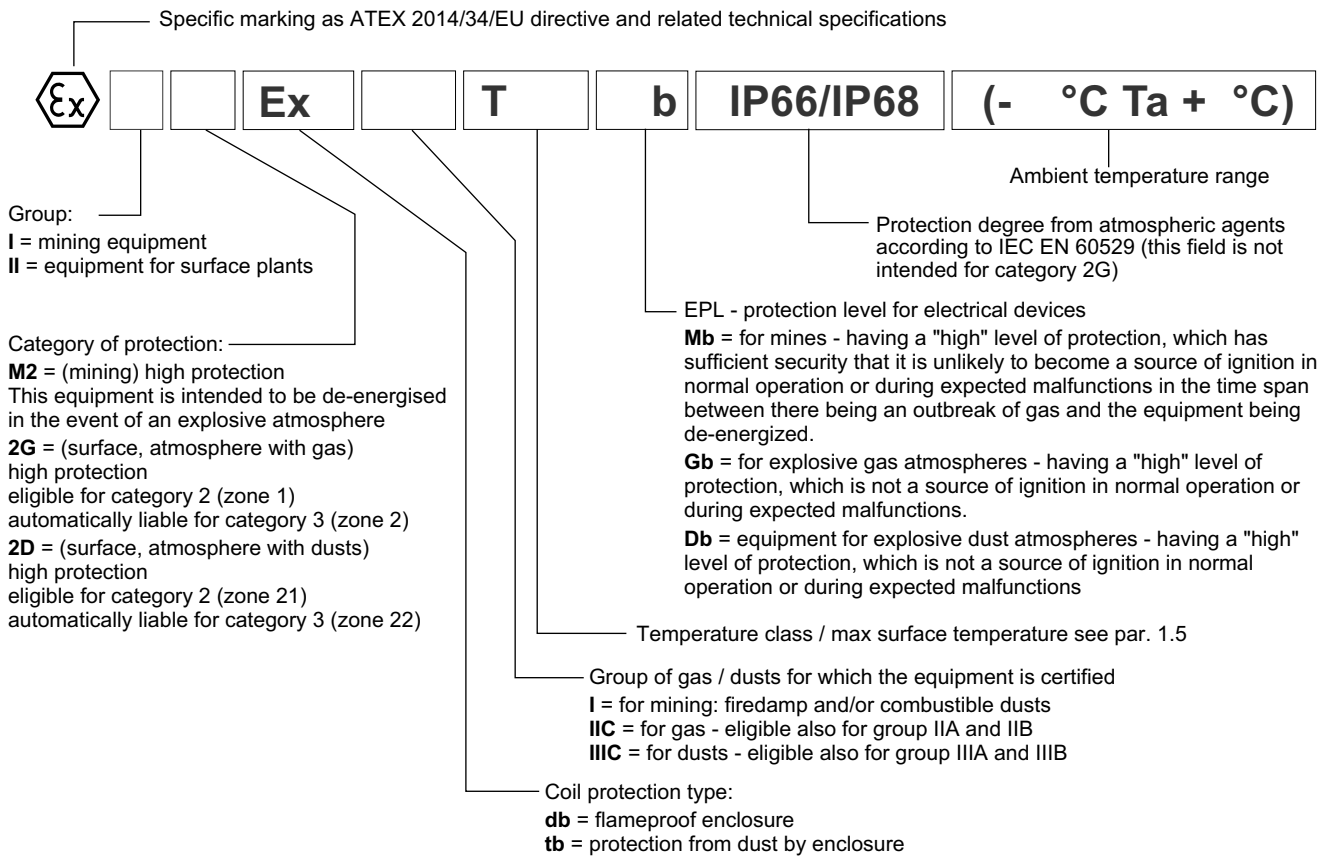 Specific marking as ATEX 2014/34/EU directive and related technical specifications
Ex Ex T b IP66/IP68 (- °C Ta + °C)
Ambient temperature range
Group:
I = mining equipment
II = equipment for surface plants
Protection degree from atmospheric agents
according to IEC EN 60529 (this field is not
intended for category 2G)
Category of protection:
M2 = (mining) high protection
This equipment is intended to be de-energised
in the event of an explosive atmosphere
2G = (surface, atmosphere with gas)
high protection
eligible for category 2 (zone 1)
automatically liable for category 3 (zone 2)
2D = (surface, atmosphere with dusts)
high protection
eligible for category 2 (zone 21)
automatically liable for category 3 (zone 22)
EPL - protection level for electrical devices
Mb = for mines - having a "high" level of protection, which has
sufficient security that it is unlikely to become a source of ignition in
normal operation or during expected malfunctions in the time span
between there being an outbreak of gas and the equipment being
de-energized.
Gb = for explosive gas atmospheres - having a "high" level of
protection, which is not a source of ignition in normal operation or
during expected malfunctions.
Db = equipment for explosive dust atmospheres - having a "high"
level of protection, which is not a source of ignition in normal
operation or during expected malfunctions
Temperature class / max surface temperature see par. 1.5
Group of gas / dusts for which the equipment is certified
I = for mining: firedamp and/or combustible dusts
IIC = for gas - eligible also for group IIA and IIB
IIIC = for dusts - eligible also for group IIIA and IIIB
Coil protection type:
db = flameproof enclosure
tb = protection from dust by enclosure